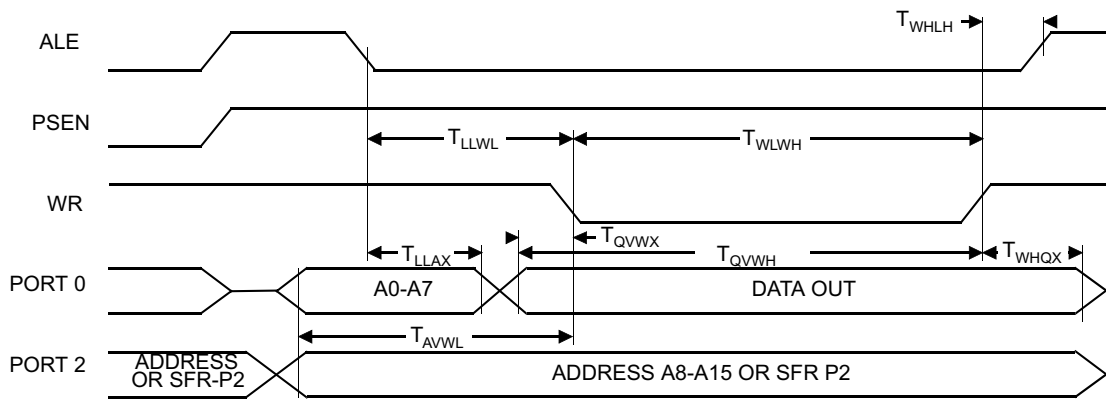 ALE
T_WHLH
PSEN
T_LLWL
T_WLWH
WR
T_LLAX
T_QVWX
T_QVWH
T_WHQX
PORT 0
A0-A7
DATA OUT
T_AVWL
PORT 2
ADDRESS
OR SFR-P2
ADDRESS A8-A15 OR SFR P2